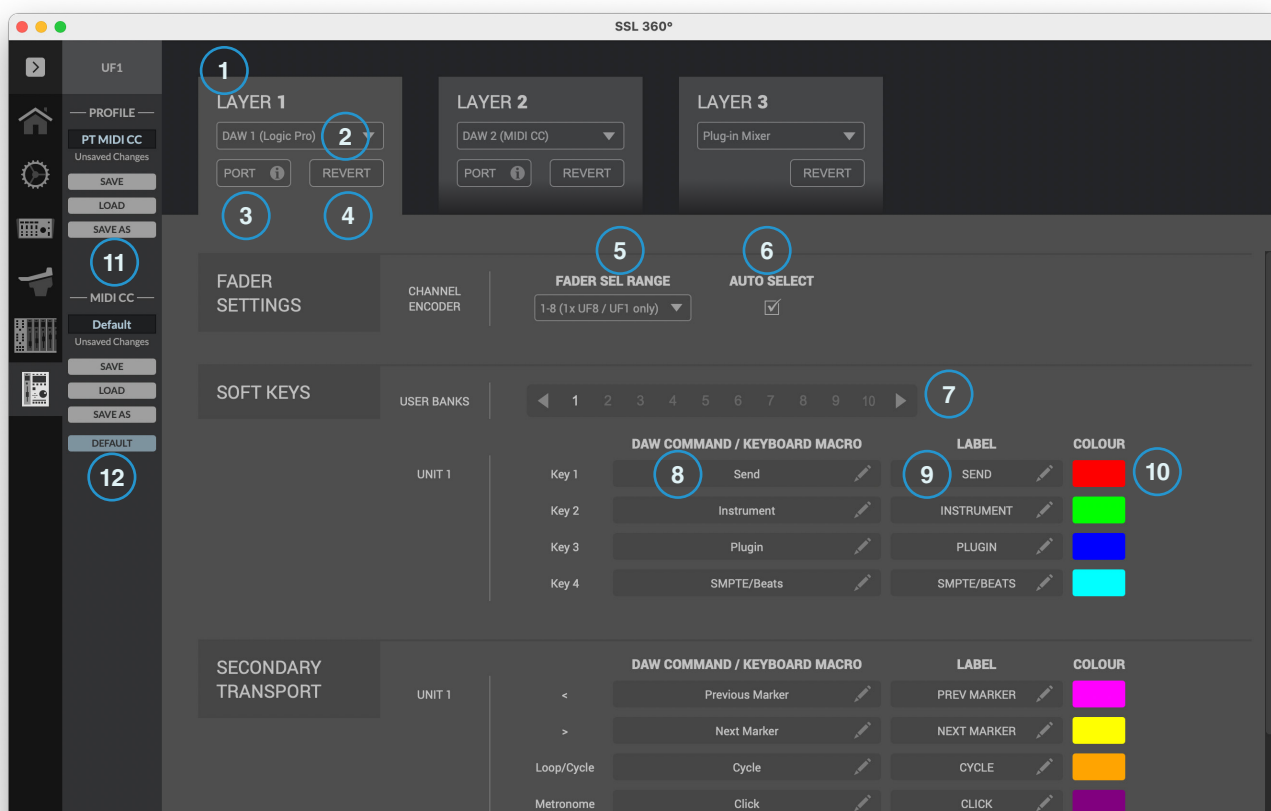 SSL 360°
UF1
PROFILE
PT MIDI CC
Unsaved Changes
SAVE
LOAD
SAVE AS
11
MIDI CC
Default
Unsaved Changes
SAVE
LOAD
SAVE AS
DEFAULT
12
1
LAYER 1
DAW 1 (Logic Pro)
2
PORT i
REVERT
3
4
LAYER 2
DAW 2 (MIDI CC)
PORT i
REVERT
LAYER 3
Plug-in Mixer
REVERT
FADER
SETTINGS
CHANNEL
ENCODER
5
FADER SEL RANGE
1-8 (1x UF8 / UF1 only)
6
AUTO SELECT
SOFT KEYS
USER BANKS
1 2 3 4 5 6 7 8 9 10
7
DAW COMMAND / KEYBOARD MACRO LABEL COLOUR
UNIT 1
Key 1 8 Send 9 SEND 10
Key 2 Instrument INSTRUMENT
Key 3 Plugin PLUGIN
Key 4 SMPTE/Beats SMPTE/BEATS
SECONDARY
TRANSPORT
DAW COMMAND / KEYBOARD MACRO LABEL COLOUR
UNIT 1
< Previous Marker PREV MARKER
> Next Marker NEXT MARKER
Loop/Cycle Cycle CYCLE
Metronome Click CLICK